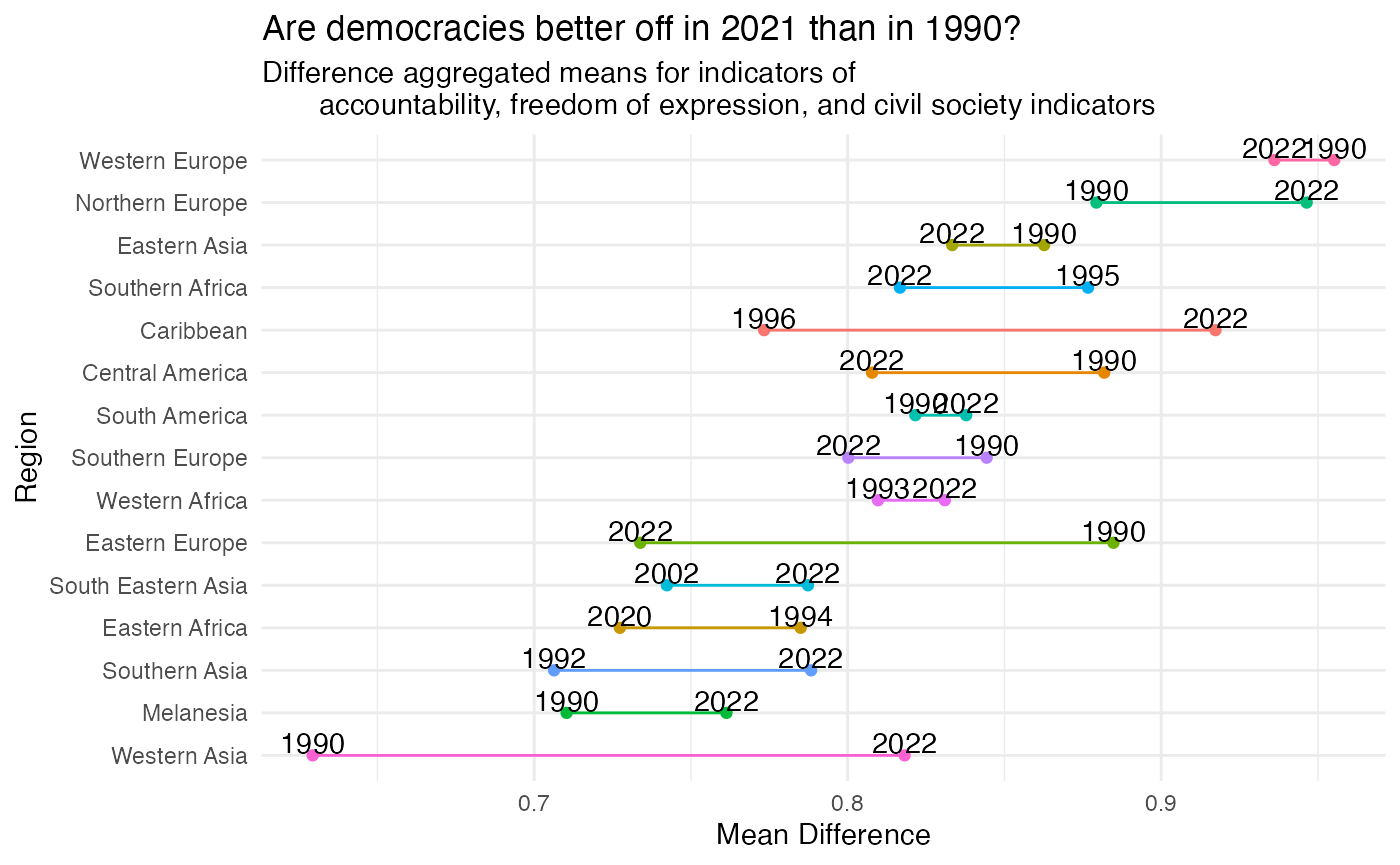 Are democracies better off in 2021 than in 1990?
Difference aggregated means for indicators of
accountability, freedom of expression, and civil society indicators
Western Europe 2022 1990
Northern Europe 1990 2022
Eastern Asia 2022 1990
Southern Africa 2022 1995
Caribbean 1996 2022
Central America 2022 1990
South America 1990 2022
Southern Europe 2022 1990
Western Africa 1993 2022
Eastern Europe 2022 1990
South Eastern Asia 2002 2022
Eastern Africa 2020 1994
Southern Asia 1992 2022
Melanesia 1990 2022
Western Asia 1990 2022
Region
0.7 0.8 0.9
Mean Difference